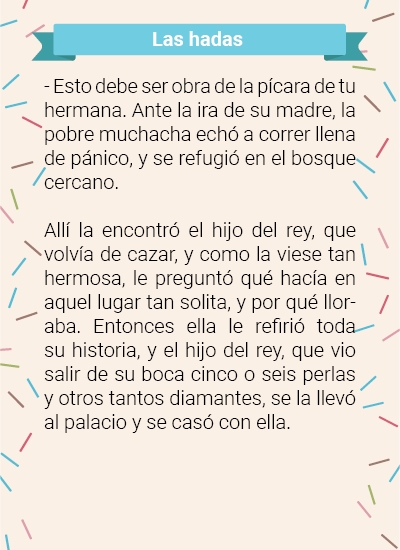 Las hadas
- Esto debe ser obra de la pícara de tu
hermana. Ante la ira de su madre, la
pobre muchacha echó a correr llena
de pánico, y se refugió en el bosque
cercano.
Allí la encontró el hijo del rey, que
volvía de cazar, y como la viese tan
hermosa, le preguntó qué hacía en
aquel lugar tan solita, y por qué llor-
aba. Entonces ella le refirió toda
su historia, y el hijo del rey, que vio
salir de su boca cinco o seis perlas
y otros tantos diamantes, se la llevó
al palacio y se casó con ella.